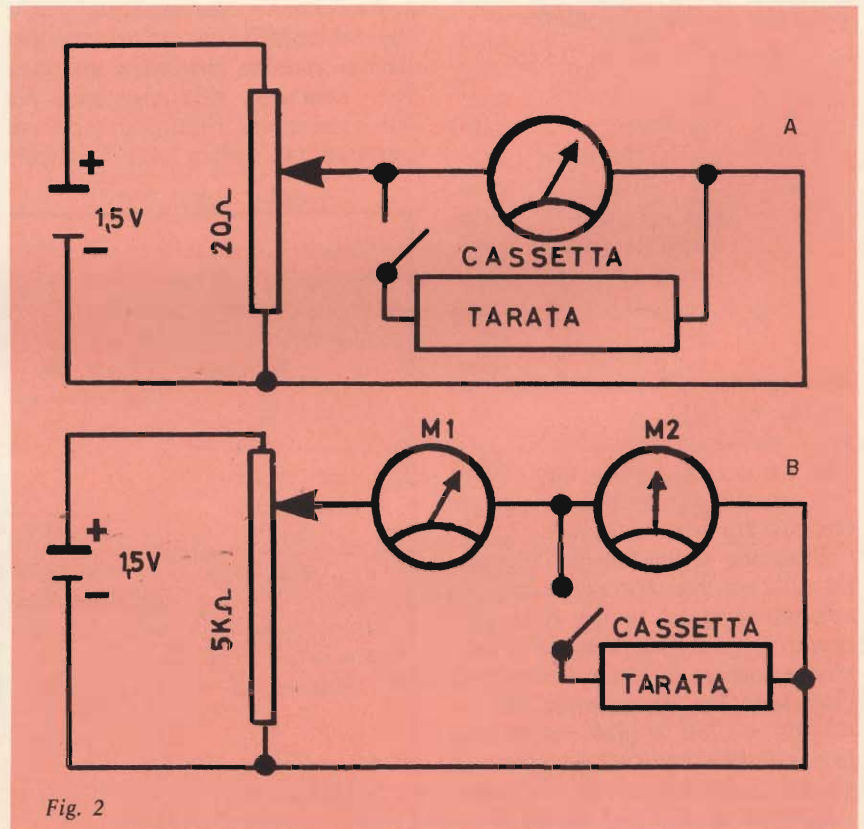 A
+
1,5V
-
20Ω
CASSETTA
TARATA
M1
M2
B
+
1,5V
-
5KΩ
CASSETTA
TARATA
Fig. 2